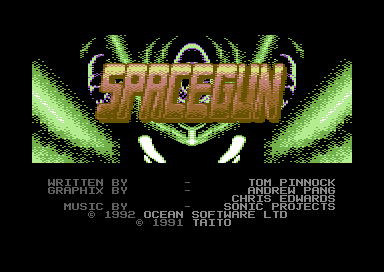 SPACEGUN
WRITTEN BY - TOM PINNOCK
GRAPHIX BY - ANDREW PANG
CHRIS EDWARDS
MUSIC BY - SONIC PROJECTS
© 1992 OCEAN SOFTWARE LTD
© 1991 TAITO